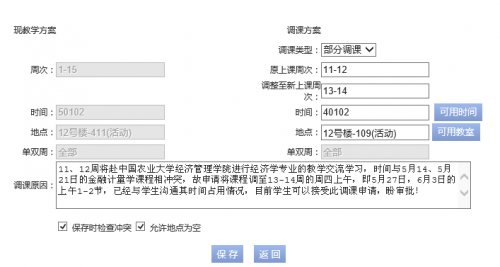 现教学方案 调课方案
调课类型： 部分调课
周次： 1-15 原上课周次： 11-12
调整至新上课周次： 13-14
时间： 50102 时间： 40102 可用时间
地点： 12号楼-411(活动) 地点： 12号楼-109(活动) 可用教室
单双周： 全部 单双周： 全部
调课原因：
11、12周将赴中国农业大学经济管理学院进行经济学专业的教学交流学习，时间与5月14、5月
21日的金融计量学课程相冲突，故申请将课程调至13-14周的周四上午，即5月27日，6月3日的
上午1-2节，已经与学生沟通其时间占用情况，目前学生可以接受此调课申请，盼审批！
保存时检查冲突 允许地点为空
保存 返回